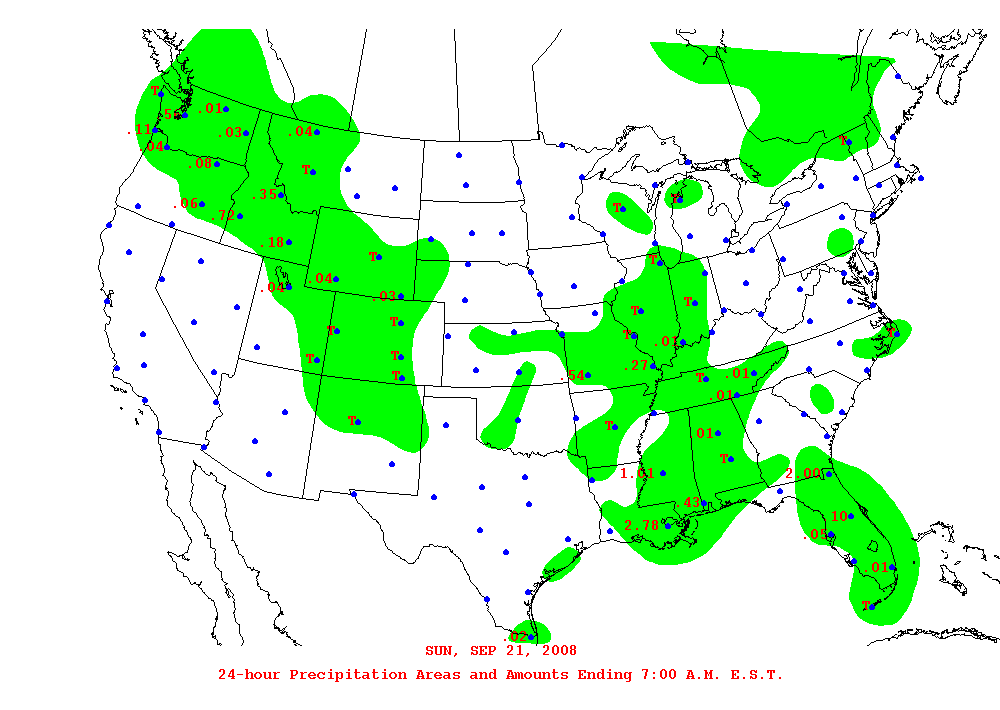 T
.55 .01
.11 .03 .04
.04 T
.08 T
.35
.06 T
.72
.18
T
T
.04 .04
.03
T T
T T
T .01
T .27
T .54 T .01
.01
T T
.01
T
1.01 2.00
.43
2.78 10
.05
.01
T
.02
SUN, SEP 21, 2008
24-hour Precipitation Areas and Amounts Ending 7:00 A.M. E.S.T.